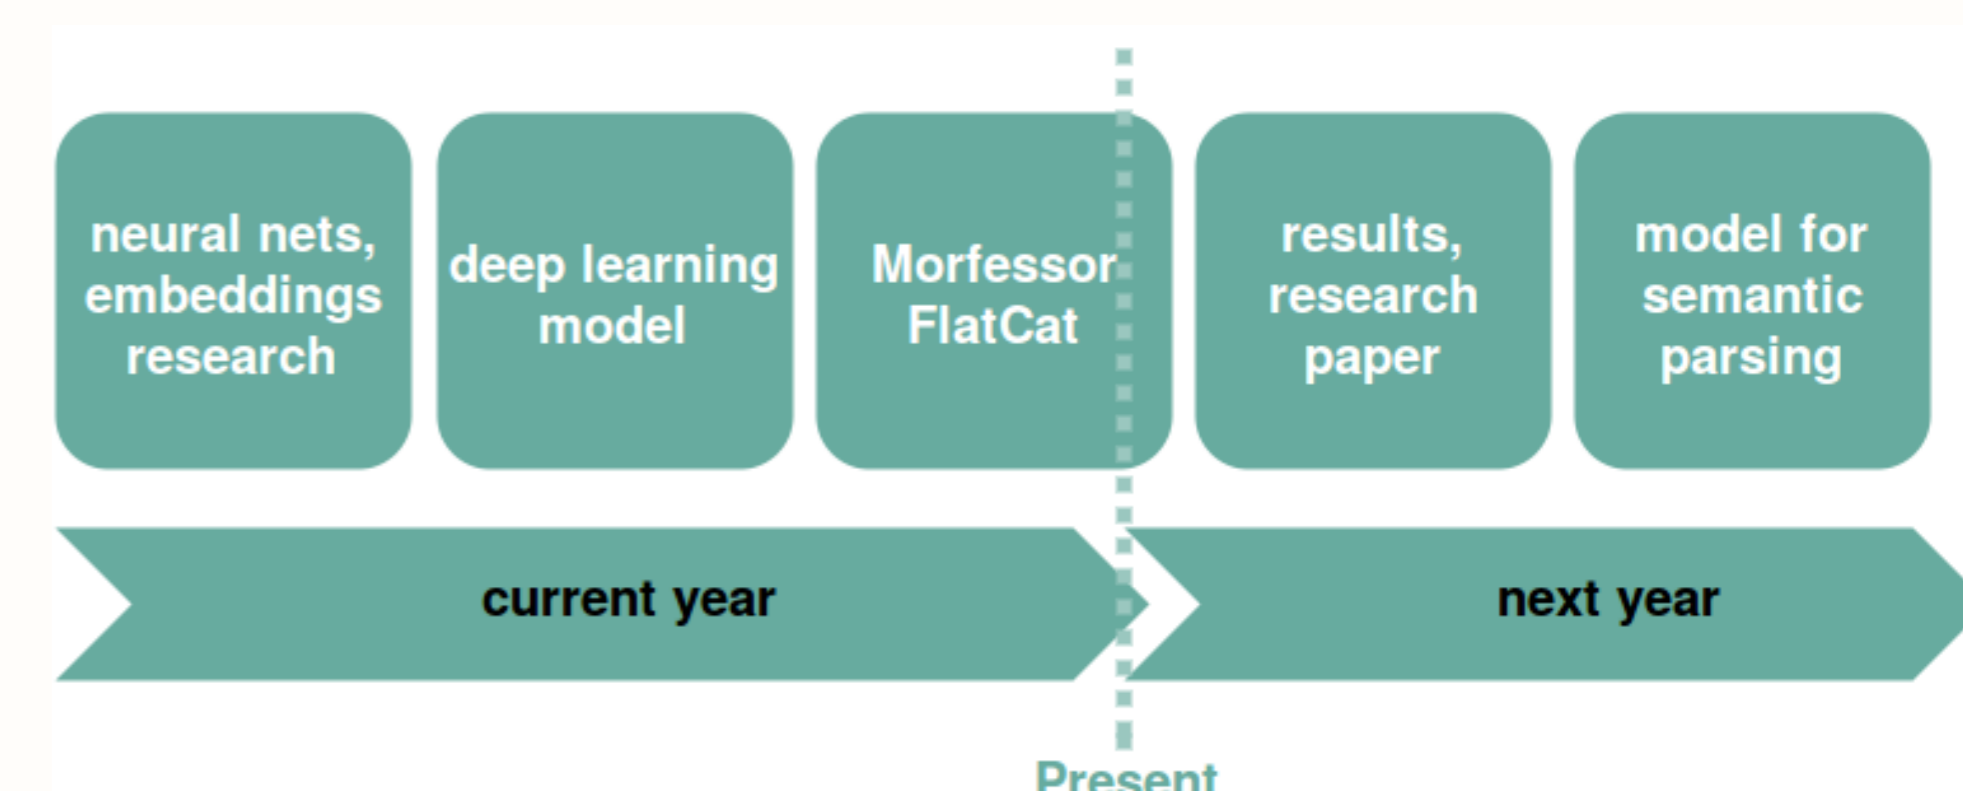 neural nets,
embeddings
research
deep learning
model
Morfessor
FlatCat
results,
research
paper
model for
semantic
parsing
current year
next year
Present